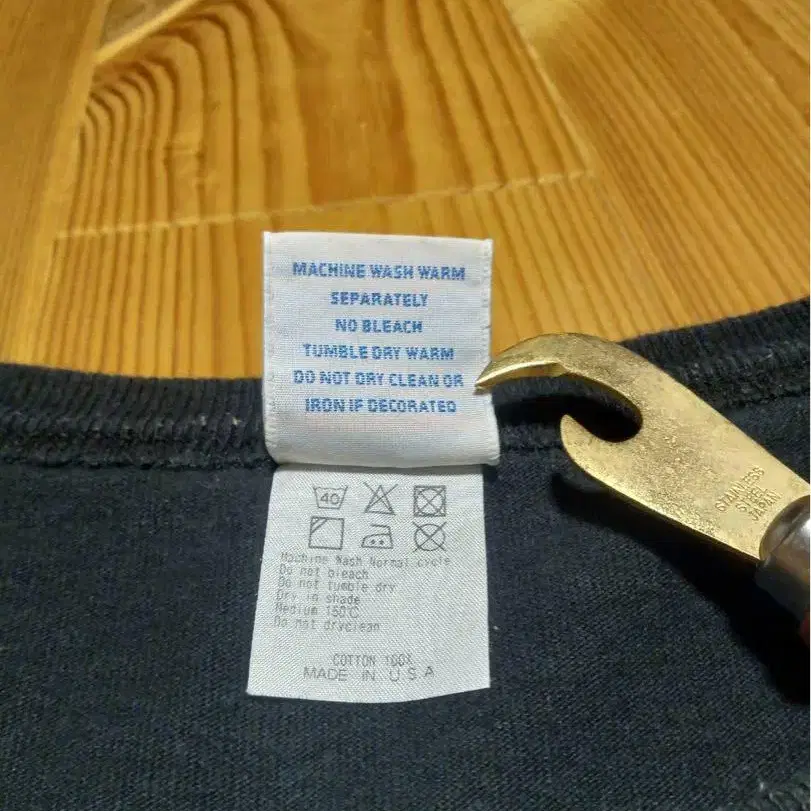 MACHINE WASH WARM
SEPARATELY
NO BLEACH
TUMBLE DRY WARM
DO NOT DRY CLEAN OR
IRON IF DECORATED
40
Machine Wash Normal cycle
Do not bleach
Do not tumble dry
Dry in shade
Medium 150℃
Do not dryclean
COTTON 100%
MADE IN U S A
STAINLESS
STEEL
JAPAN